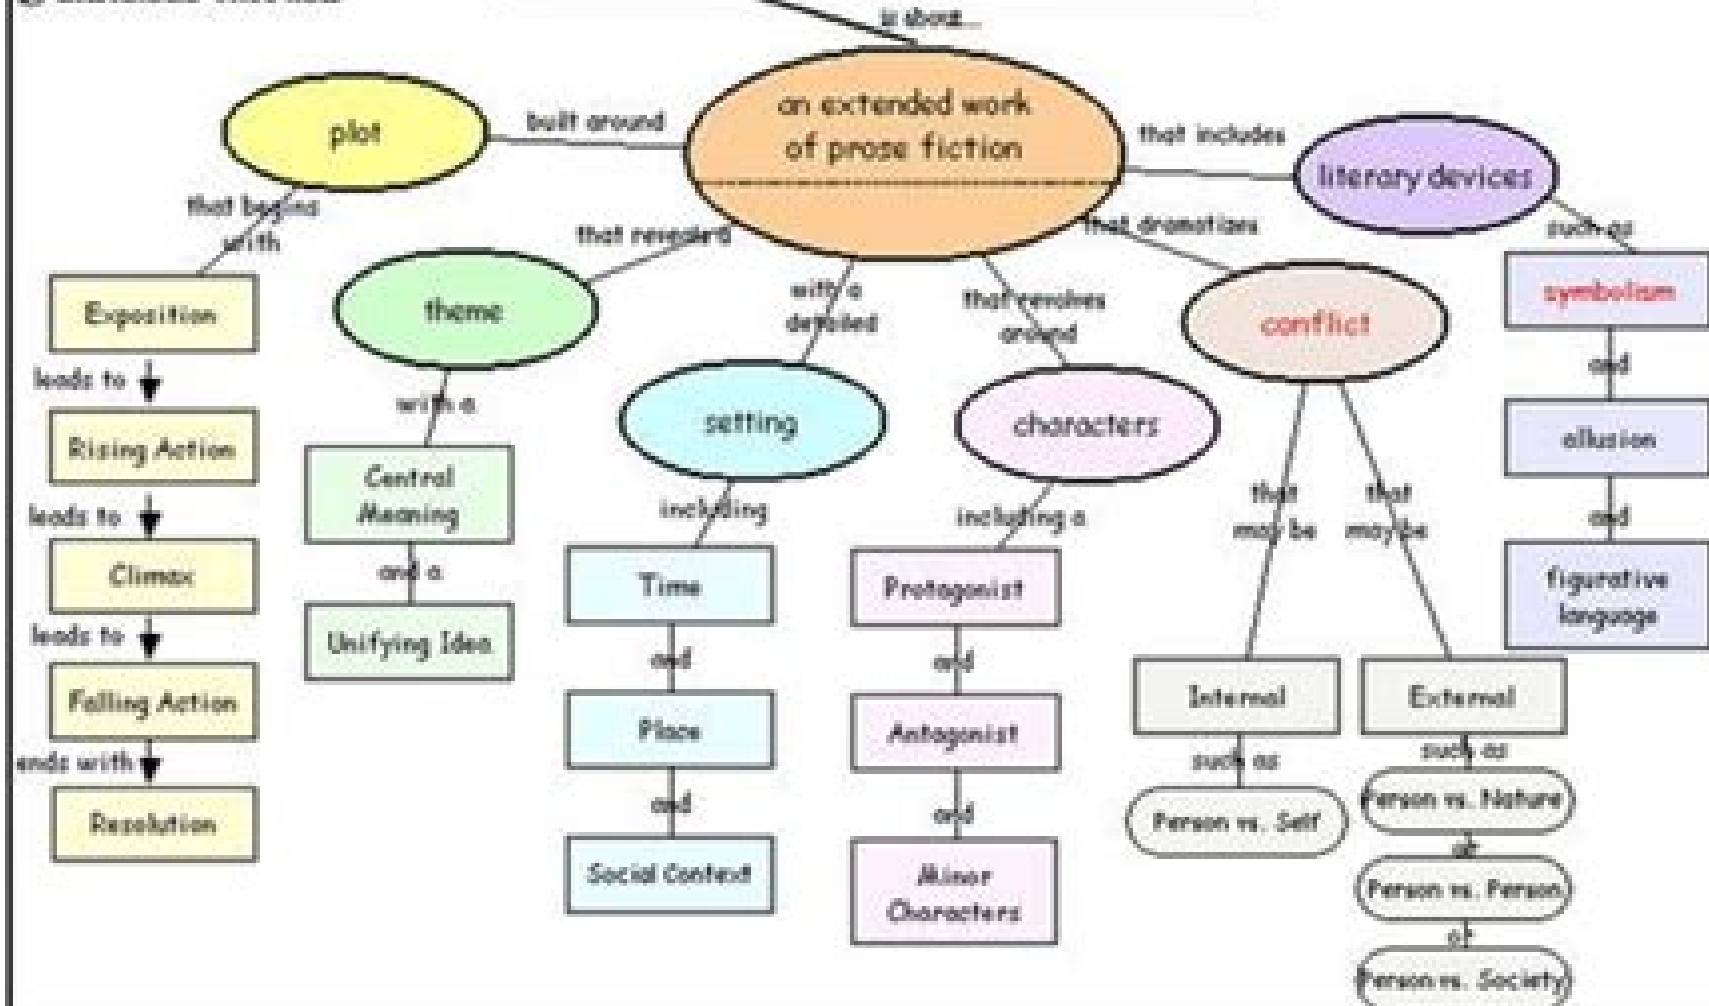 is about...
an extended work
of prose fiction
built around
plot
that begins
with
Exposition
leads to
Rising Action
leads to
Climax
leads to
Falling Action
ends with
Resolution
that revealed
theme
with a
Central
Meaning
and a
Unifying Idea
with a
detailed
setting
including
Time
and
Place
and
Social Context
that revolves
around
characters
including a
Protagonist
and
Antagonist
and
Minor
Characters
that dramatizes
conflict
that
may be
Internal
such as
Person vs. Self
that
may be
External
such as
Person vs. Nature
or
Person vs. Person
or
Person vs. Society
that includes
literary devices
such as
symbolism
and
allusion
and
figurative
language